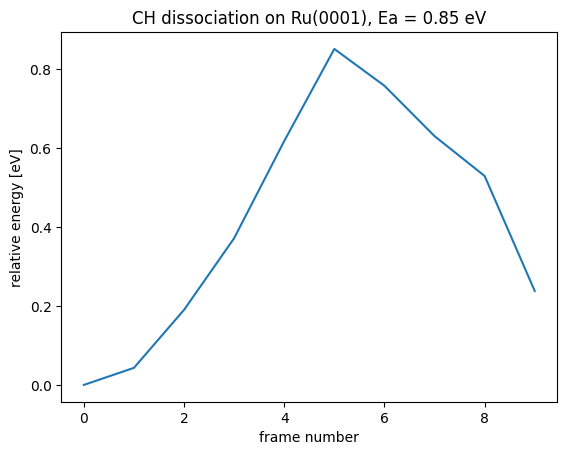 CH dissociation on Ru(0001), Ea = 0.85 eV
relative energy [eV]
0.8
0.6
0.4
0.2
0.0
0 2 4 6 8
frame number